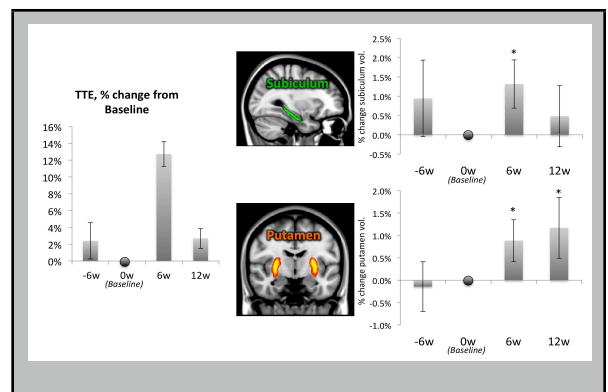 TTE, % change from
Baseline
16%
14%
12%
10%
8%
6%
4%
2%
0%
-6w
0w
6w
12w
(Baseline)
Subiculum
% change subiculum vol.
2.5%
2.0%
1.5%
1.0%
0.5%
0.0%
-0.5%
*
-6w
0w
6w
12w
(Baseline)
Putamen
% change putamen vol.
2.0%
1.5%
1.0%
0.5%
0.0%
-0.5%
-1.0%
*
*
-6w
0w
6w
12w
(Baseline)